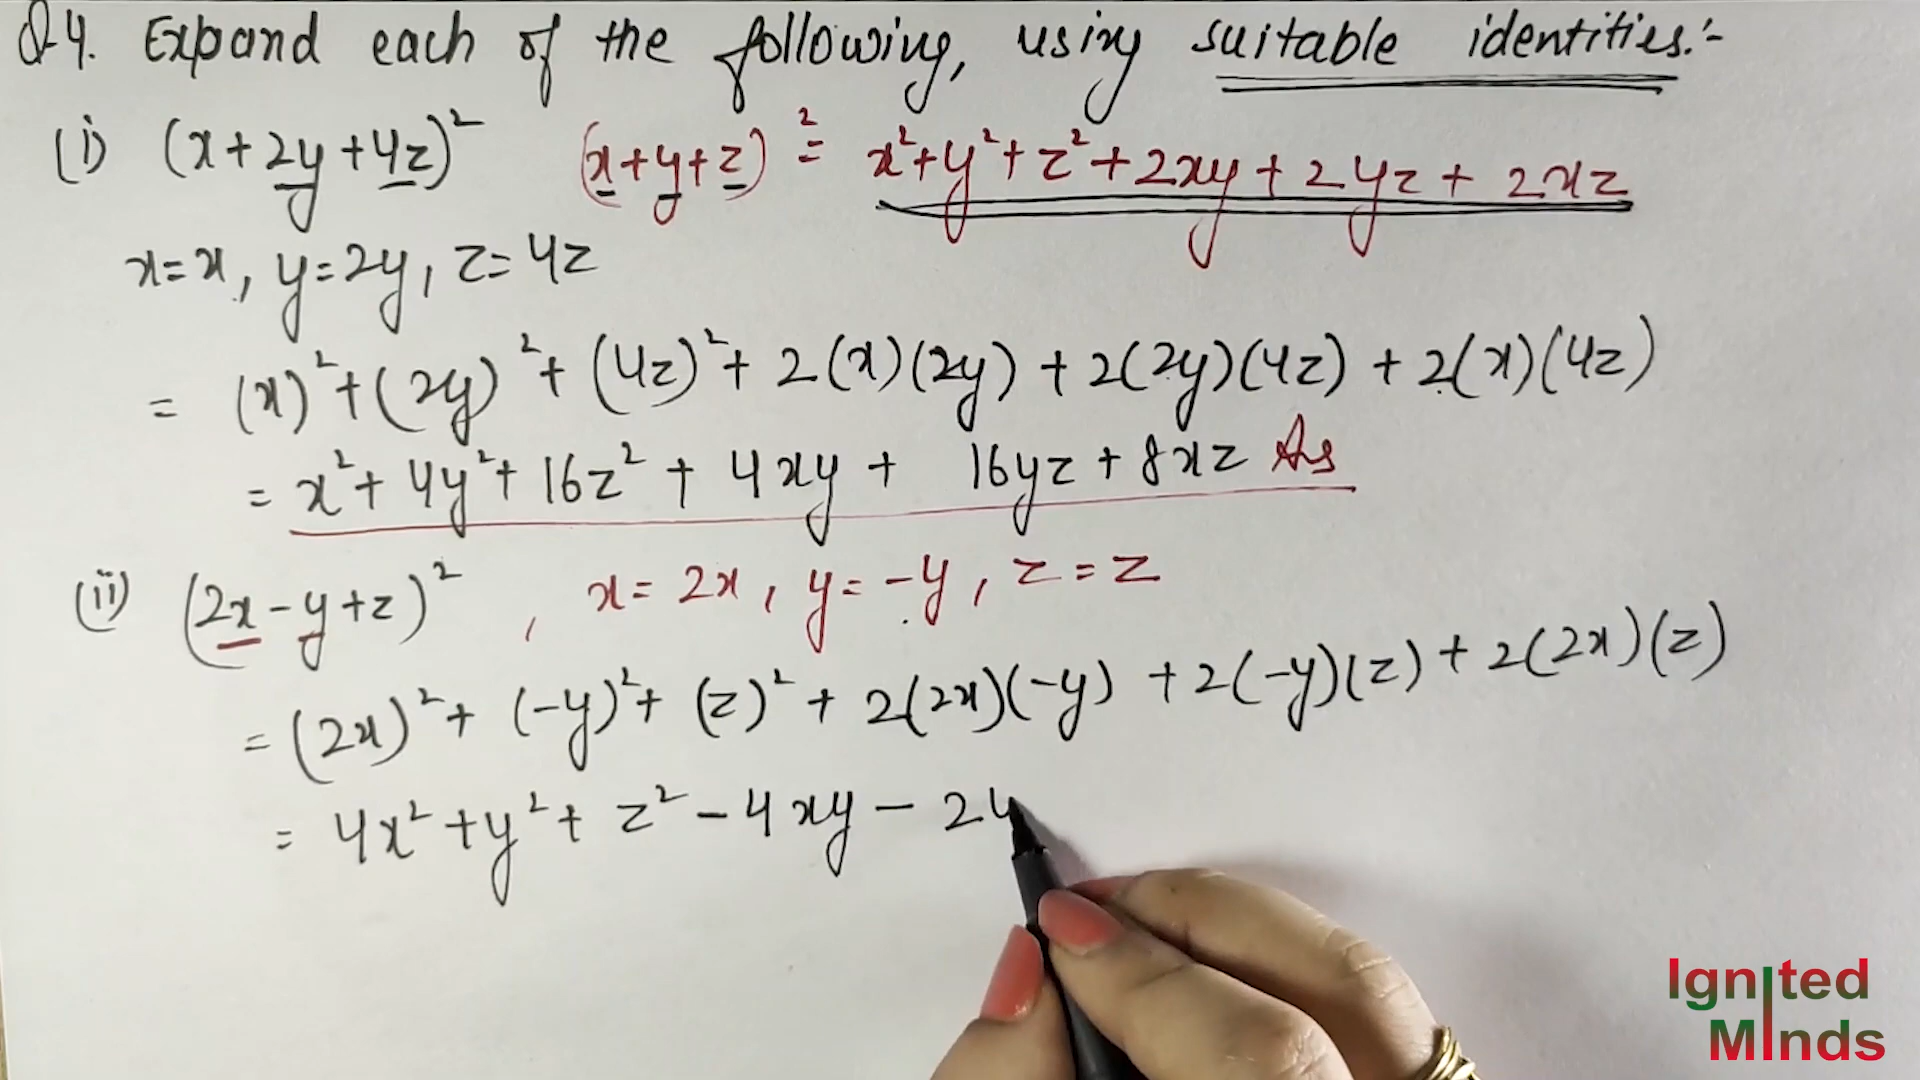 Q4. Expand each of the following, using suitable identities:-
(i) (x+2y+4z)² (x+y+z)² = x²+y²+z²+2xy+2yz+2xz
x=x, y=2y, z=4z
= (x)²+(2y)²+(4z)²+2(x)(2y)+2(2y)(4z)+2(x)(4z)
= x²+4y²+16z²+4xy+16yz+8xz As
(ii) (2x-y+z)², x=2x, y=-y, z=z
= (2x)²+(-y)²+(z)²+2(2x)(-y)+2(-y)(z)+2(2x)(z)
= 4x²+y²+z²-4xy-2y
Ignited
Minds